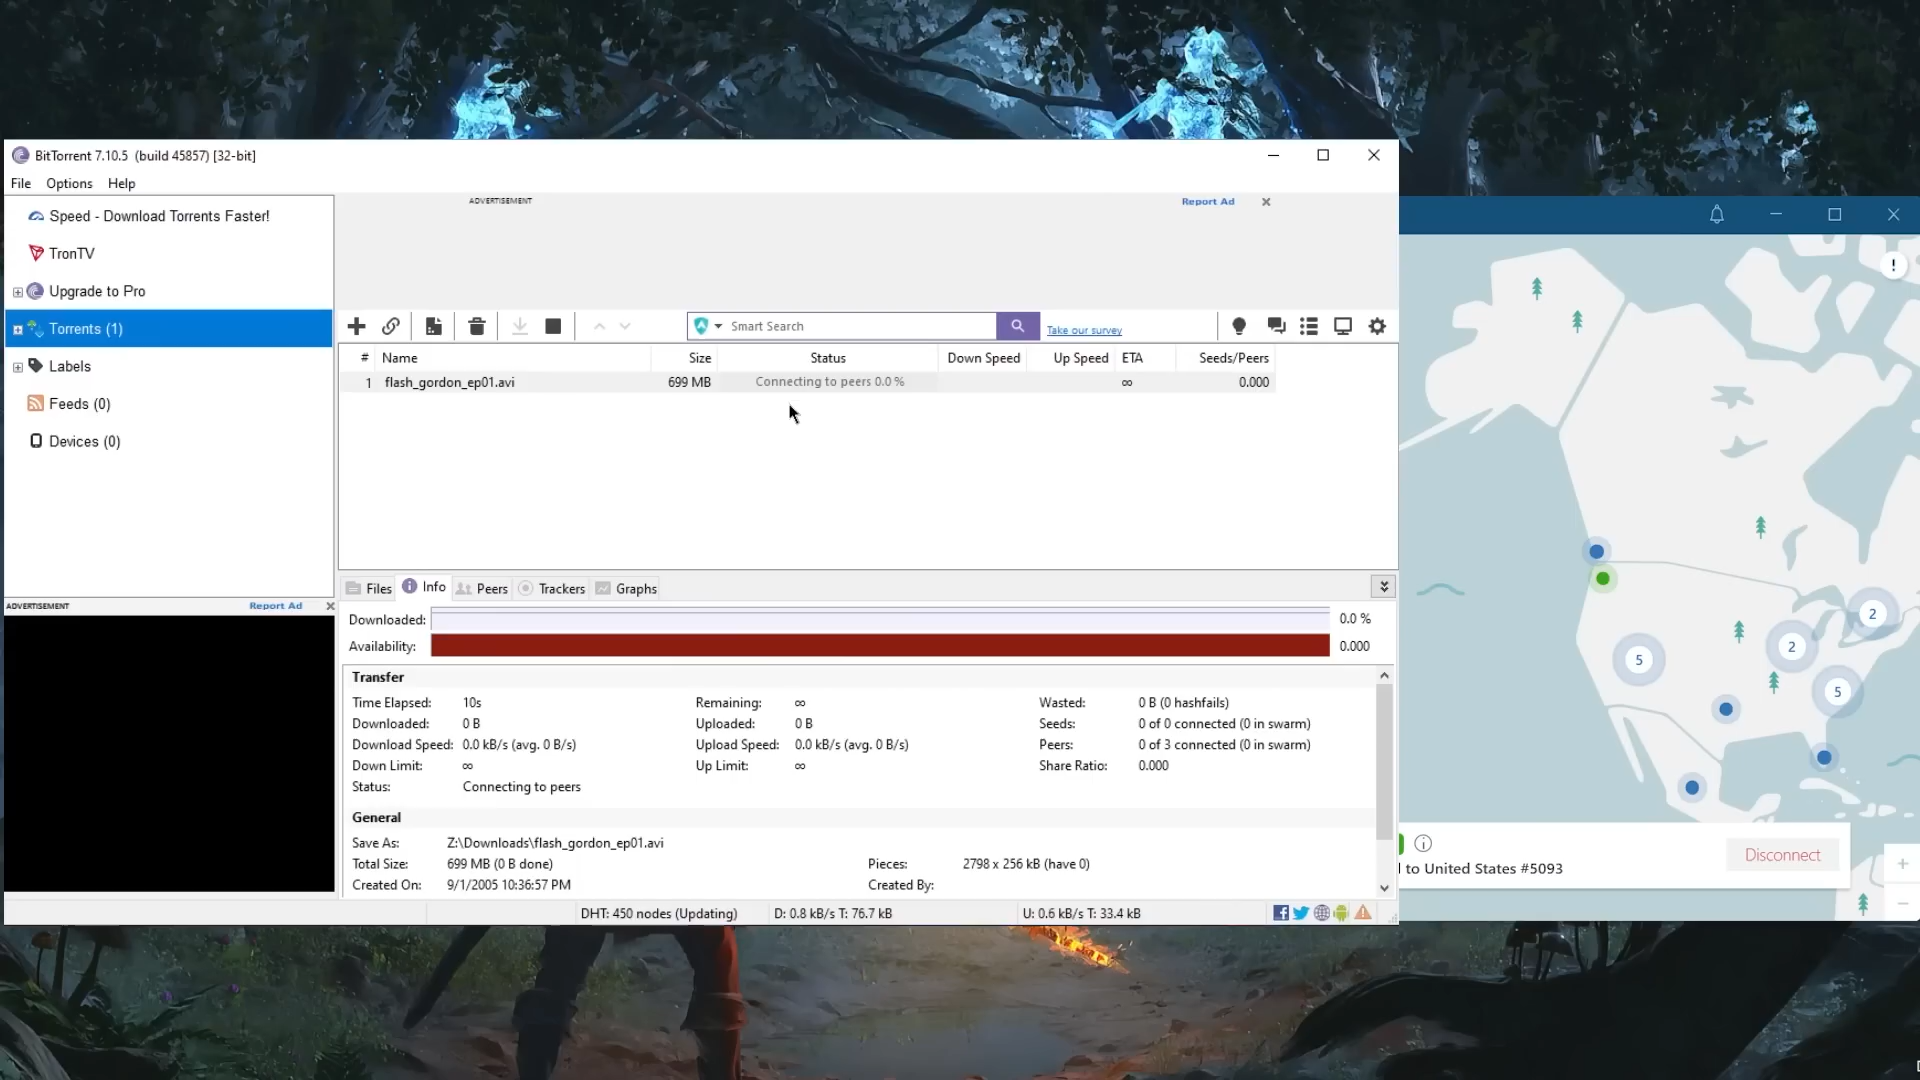 BitTorrent 7.10.5 (build 45857) [32-bit]
File Options Help
Speed - Download Torrents Faster!
TronTV
Upgrade to Pro
Torrents (1)
Labels
Feeds (0)
Devices (0)
ADVERTISEMENT Report Ad
ADVERTISEMENT Report Ad
Smart Search
Take our survey
# Name Size Status Down Speed Up Speed ETA Seeds/Peers
1 flash_gordon_ep01.avi 699 MB Connecting to peers 0.0 % ∞ 0.000
Files Info Peers Trackers Graphs
Downloaded: 0.0 %
Availability: 0.000
Transfer
Time Elapsed: 10s Remaining: ∞ Wasted: 0 B (0 hashfails)
Downloaded: 0 B Uploaded: 0 B Seeds: 0 of 0 connected (0 in swarm)
Download Speed: 0.0 kB/s (avg. 0 B/s) Upload Speed: 0.0 kB/s (avg. 0 B/s) Peers: 0 of 3 connected (0 in swarm)
Down Limit: ∞ Up Limit: ∞ Share Ratio: 0.000
Status: Connecting to peers
General
Save As: Z:\Downloads\flash_gordon_ep01.avi
Total Size: 699 MB (0 B done) Pieces: 2798 x 256 kB (have 0)
Created On: 9/1/2005 10:36:57 PM Created By:
DHT: 450 nodes (Updating) D: 0.8 kB/s T: 76.7 kB U: 0.6 kB/s T: 33.4 kB
2
2
5
5
to United States #5093
Disconnect